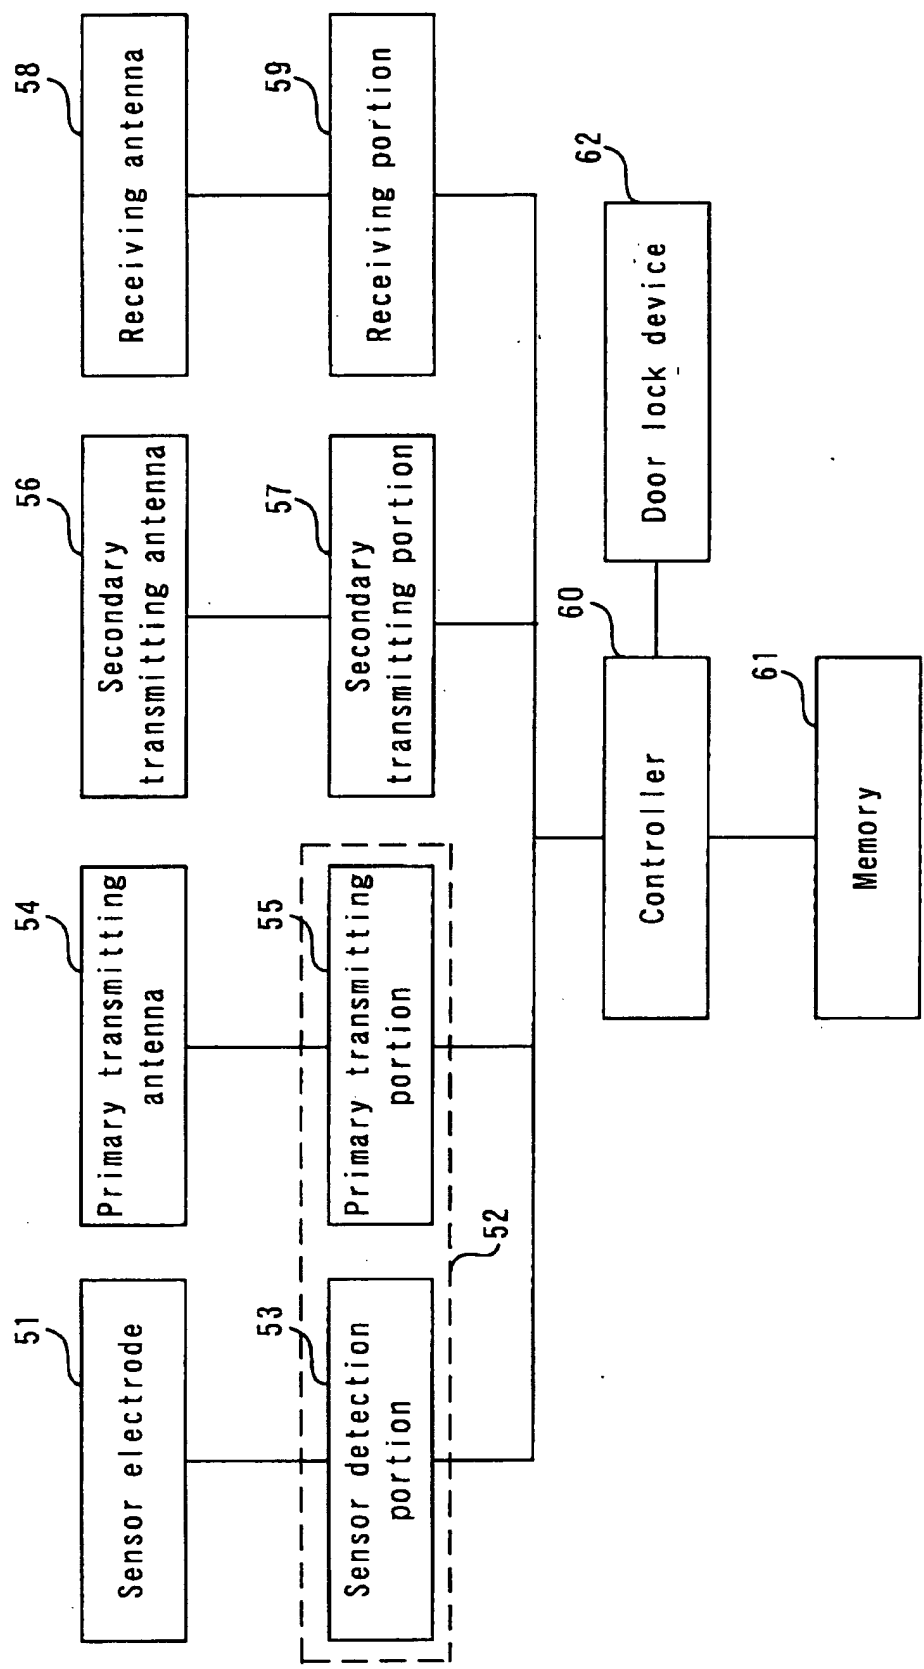 51
Sensor electrode
54
Primary transmitting
antenna
56
Secondary
transmitting antenna
58
Receiving antenna
53
Sensor detection
portion
55
Primary transmitting
portion
57
Secondary
transmitting portion
59
Receiving portion
52
60
Controller
62
Door lock device
61
Memory